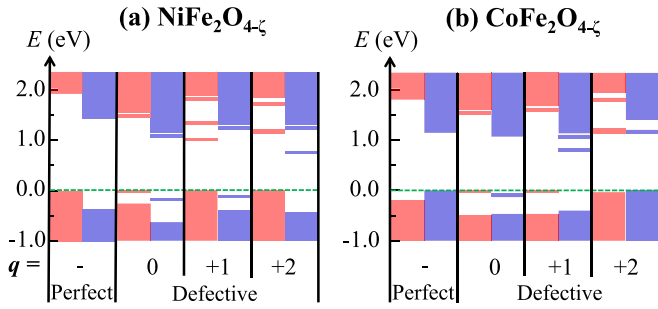 (a) NiFe₂O₄₋ζ
E (eV)
2.0
1.0
0.0
-1.0
q = - 0 +1 +2
Perfect Defective
(b) CoFe₂O₄₋ζ
E (eV)
2.0
1.0
0.0
-1.0
- 0 +1 +2
Perfect Defective